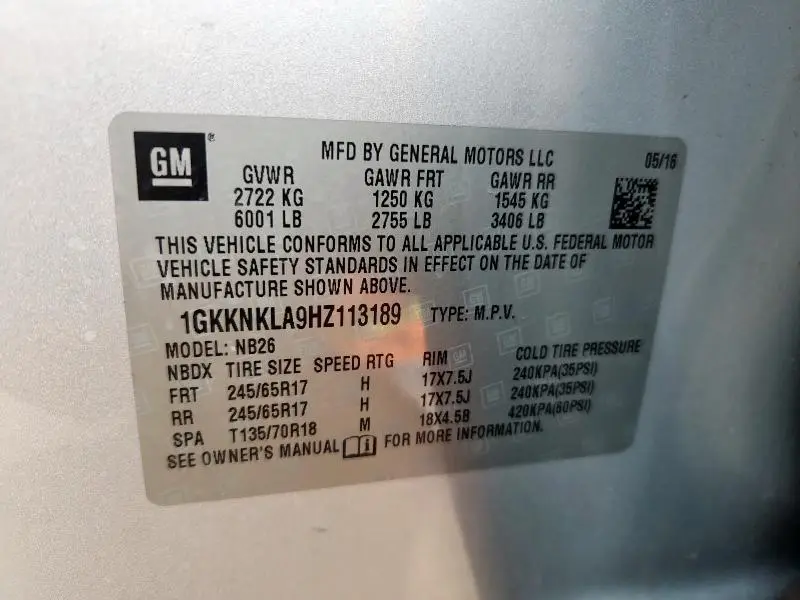 GM®
MFD BY GENERAL MOTORS LLC 05/16
GVWR GAWR FRT GAWR RR
2722 KG 1250 KG 1545 KG
6001 LB 2755 LB 3406 LB
THIS VEHICLE CONFORMS TO ALL APPLICABLE U.S. FEDERAL MOTOR
VEHICLE SAFETY STANDARDS IN EFFECT ON THE DATE OF
MANUFACTURE SHOWN ABOVE.
1GKKNKLA9HZ113189 TYPE: M.P.V.
MODEL: NB26
NBDX TIRE SIZE SPEED RTG RIM COLD TIRE PRESSURE
FRT 245/65R17 H 17X7.5J 240KPA(35PSI)
RR 245/65R17 H 17X7.5J 240KPA(35PSI)
SPA T135/70R18 M 18X4.5B 420KPA(60PSI)
SEE OWNER'S MANUAL FOR MORE INFORMATION.